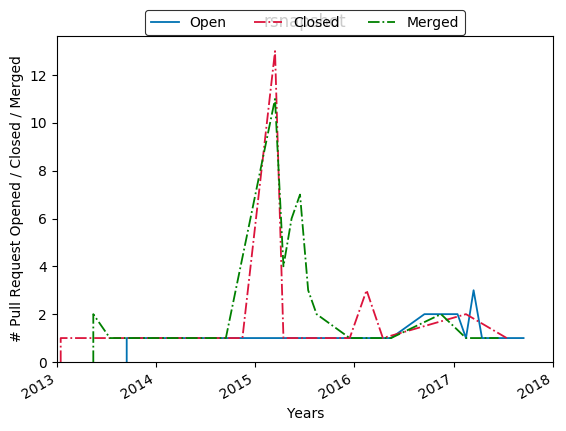 rsnapshot
Open Closed Merged
# Pull Request Opened / Closed / Merged
12
10
8
6
4
2
0
2013 2014 2015 2016 2017 2018
Years